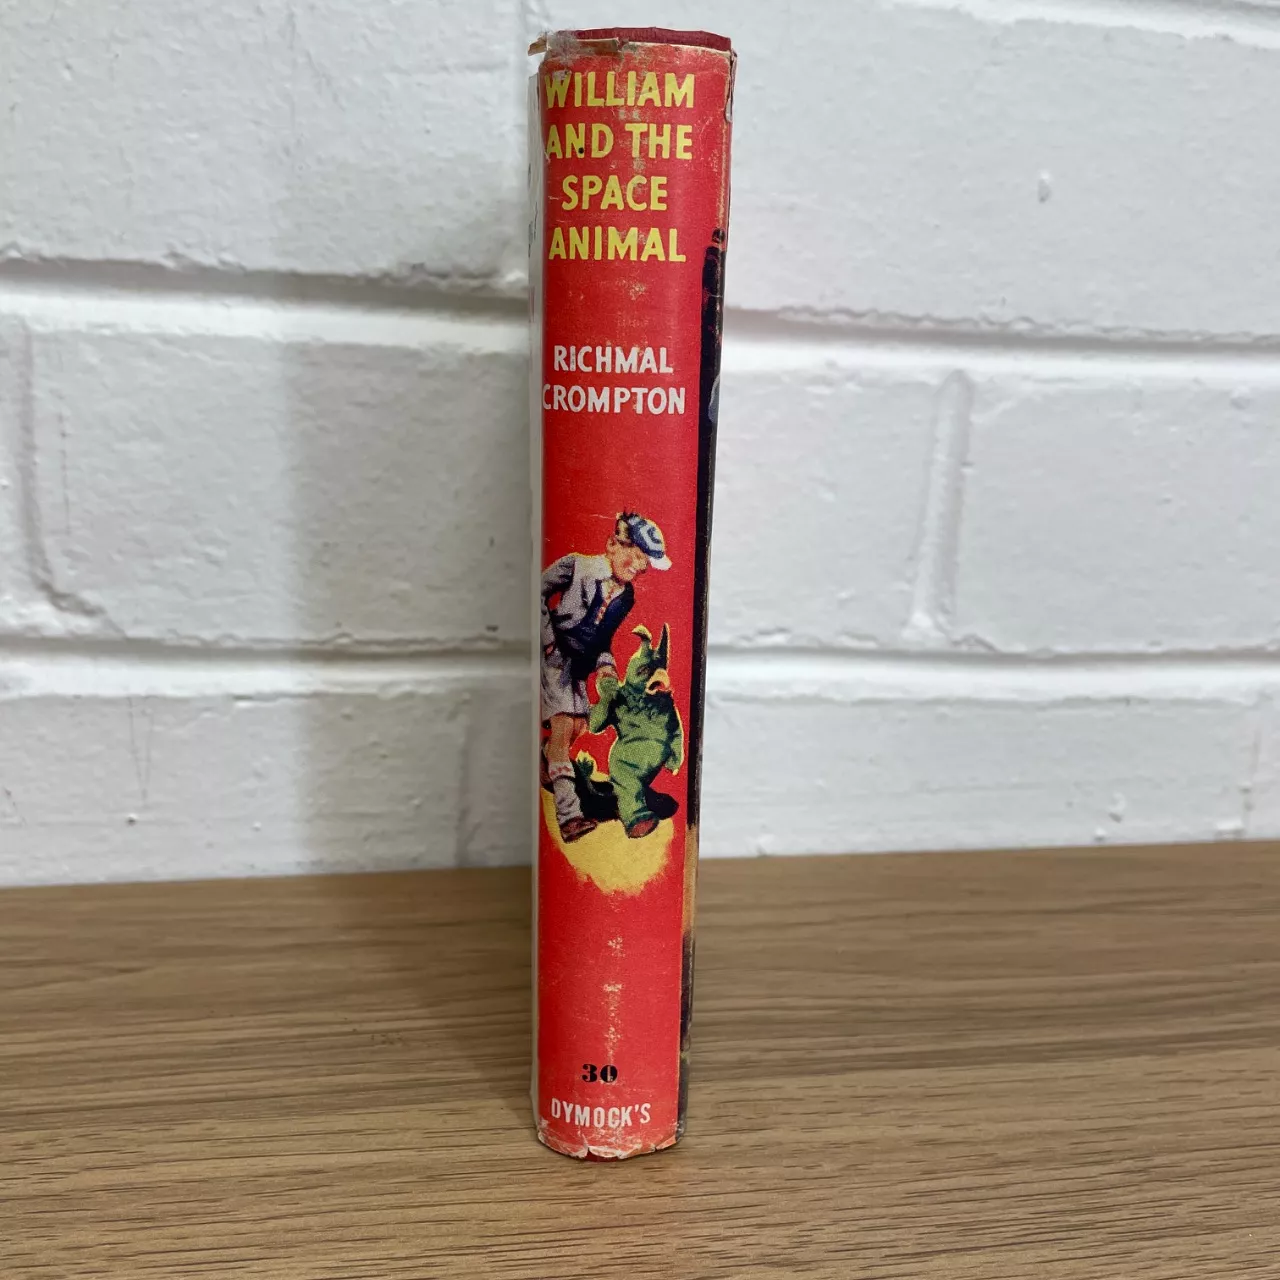 WILLIAM
AND THE
SPACE
ANIMAL
RICHMAL
CROMPTON
30
DYMOCK'S